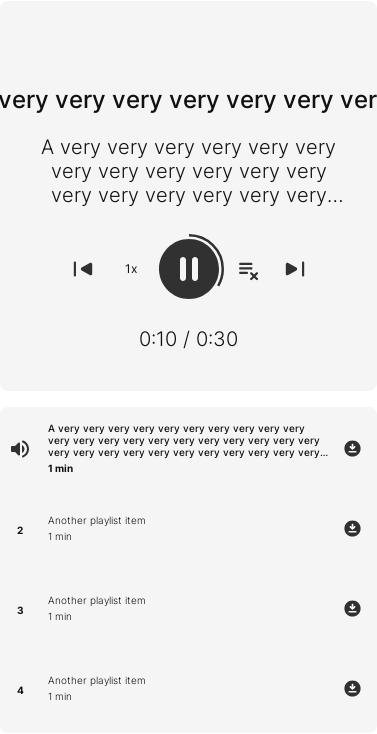 very very very very very very very ver
A very very very very very very
very very very very very very
very very very very very very...
1x
0:10 / 0:30
A very very very very very very very very very very
very very very very very very very very very very very
very very very very very very very very very very very...
1 min
2
Another playlist item
1 min
3
Another playlist item
1 min
4
Another playlist item
1 min